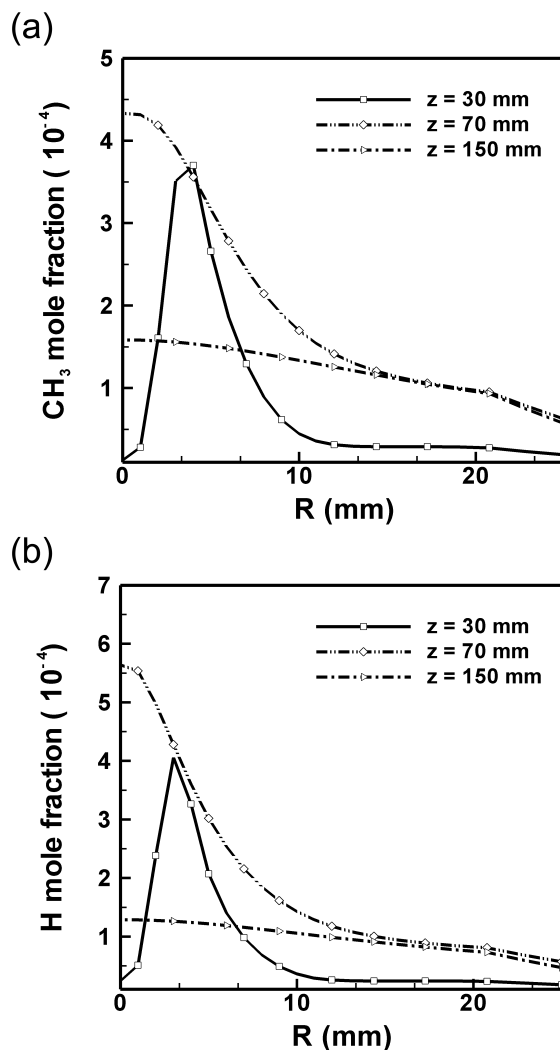 (a)
5
4
3
2
1
0
10
20
CH₃ mole fraction ( 10⁻⁴)
R (mm)
z = 30 mm
z = 70 mm
z = 150 mm
(b)
7
6
5
4
3
2
1
0
10
20
H mole fraction ( 10⁻⁴)
R (mm)
z = 30 mm
z = 70 mm
z = 150 mm